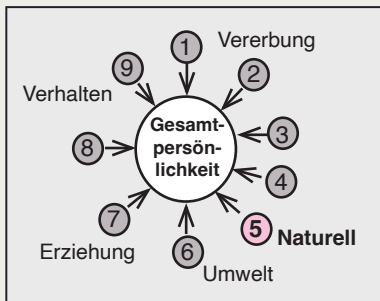 1
Vererbung
2
9
Verhalten
Gesamt-
persön-
lichkeit
3
8
4
7
5 Naturell
Erziehung
6
Umwelt